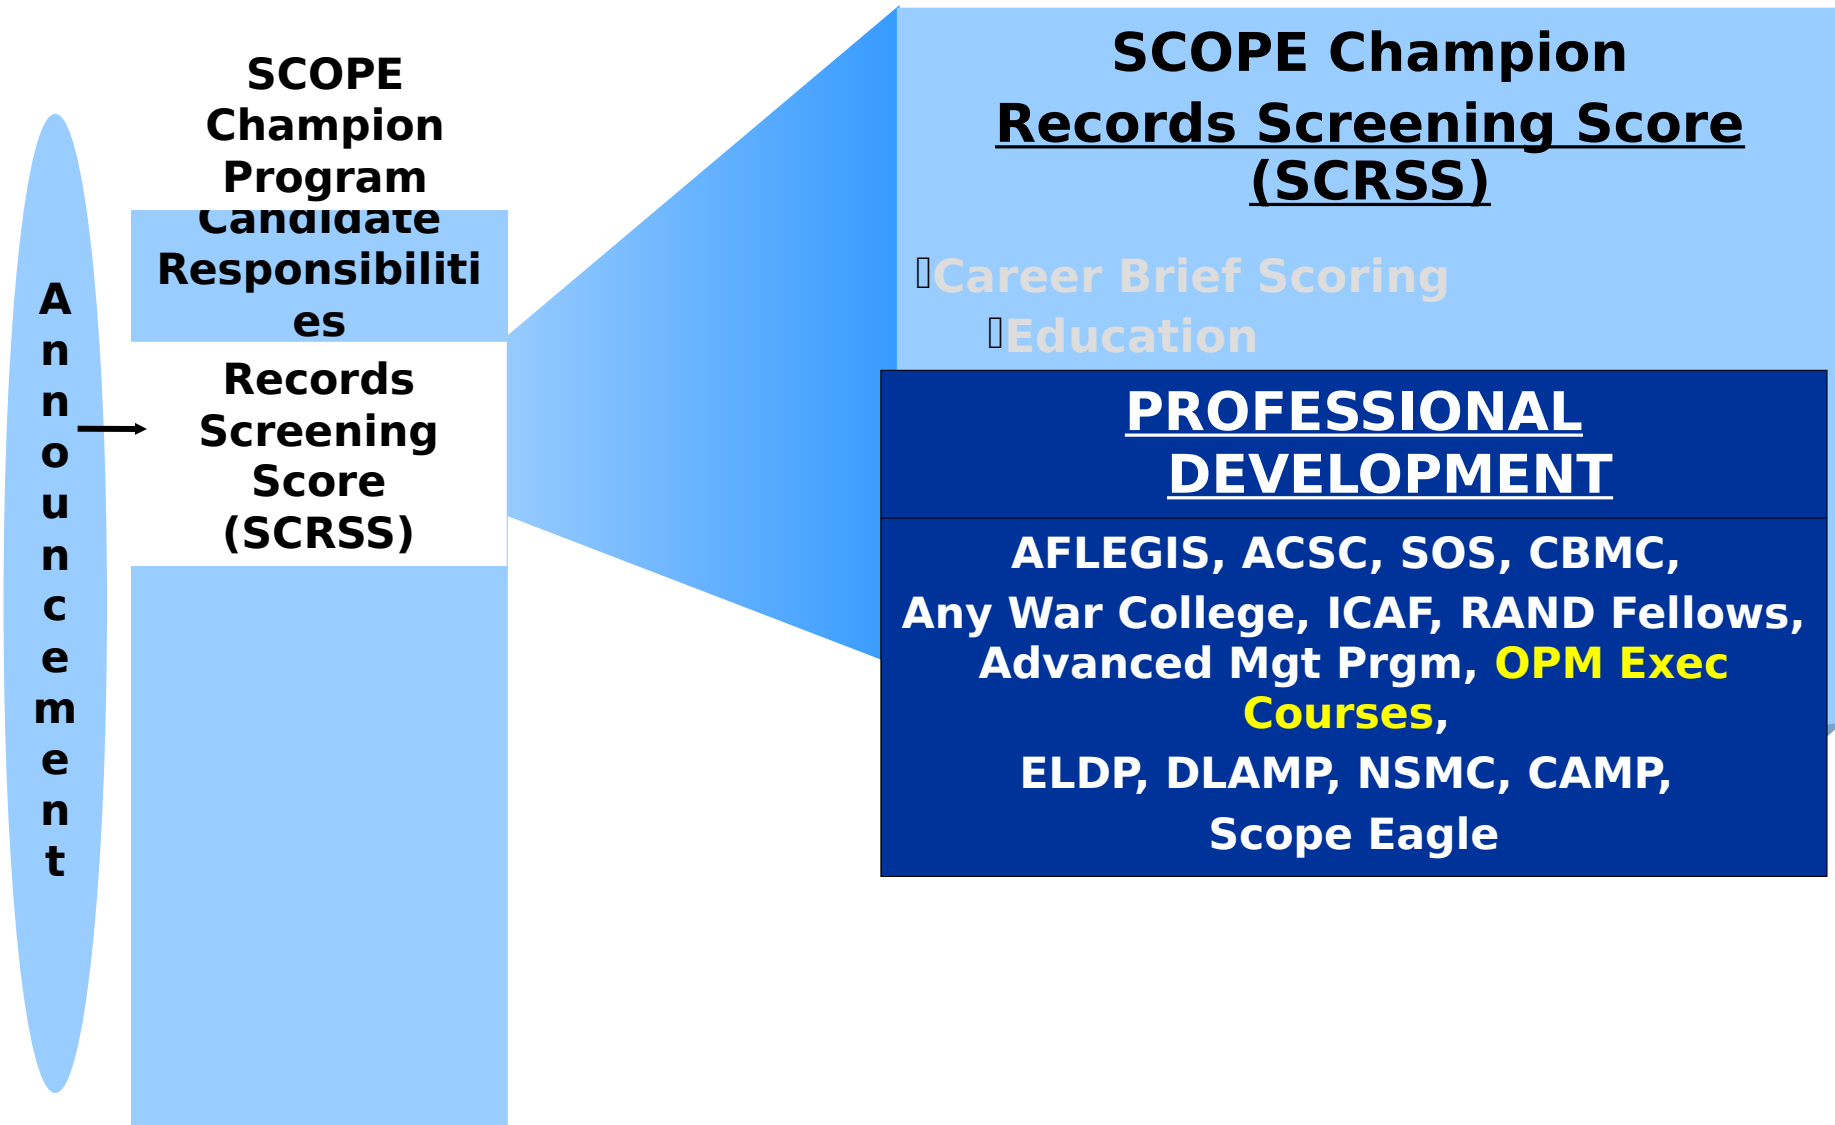 Announcement
SCOPE
Champion
Program
Candidate
Responsibiliti
es
Records
Screening
Score
(SCRSS)
SCOPE Champion
Records Screening Score
(SCRSS)
Career Brief Scoring
Education
PROFESSIONAL
DEVELOPMENT
AFLEGIS, ACSC, SOS, CBMC,
Any War College, ICAF, RAND Fellows,
Advanced Mgt Prgm, OPM Exec
Courses,
ELDP, DLAMP, NSMC, CAMP,
Scope Eagle